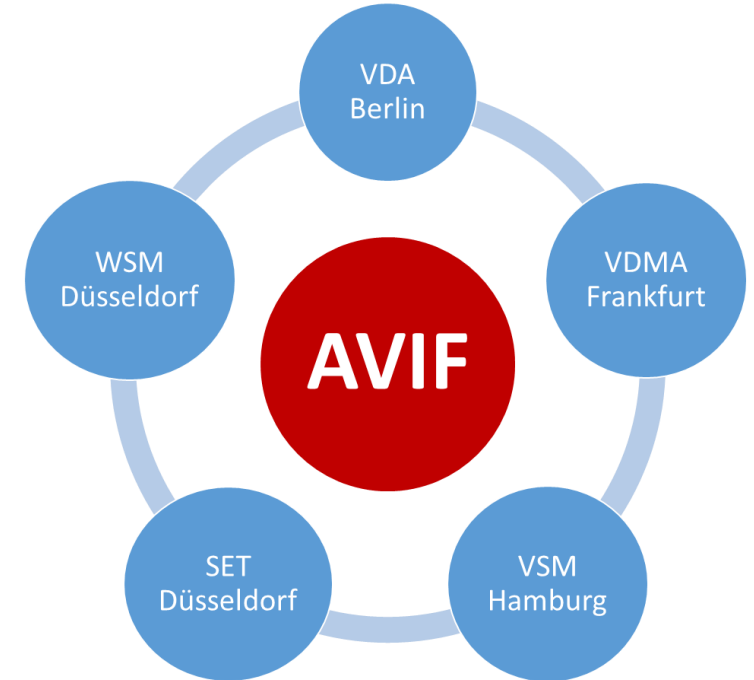 VDA
Berlin
WSM
Düsseldorf
VDMA
Frankfurt
AVIF
SET
Düsseldorf
VSM
Hamburg